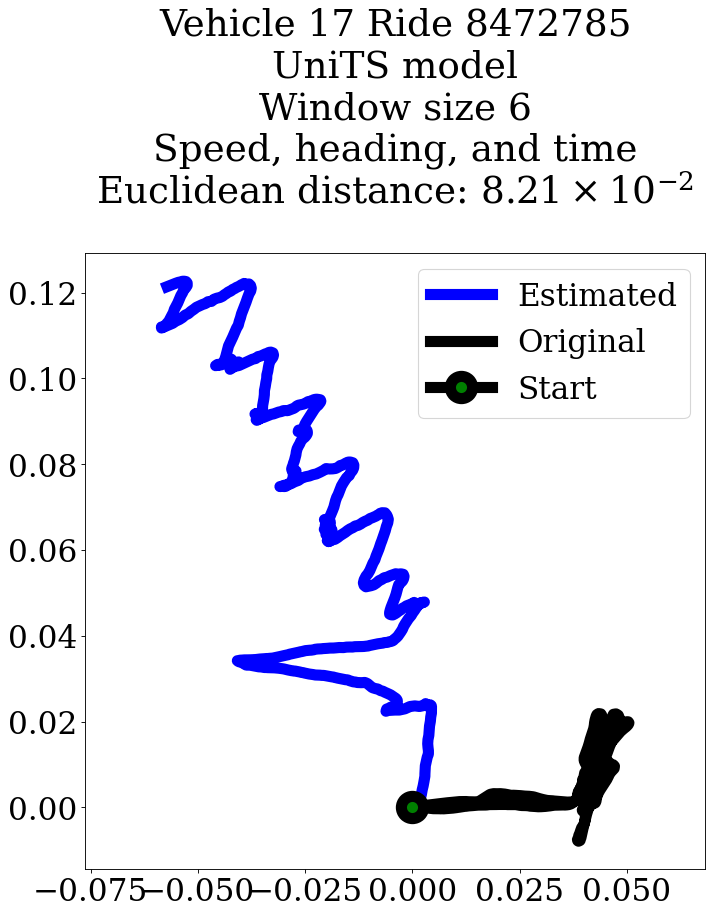 Vehicle 17 Ride 8472785
UniTS model
Window size 6
Speed, heading, and time
Euclidean distance: 8.21 × 10⁻²
Estimated
Original
Start
0.12
0.10
0.08
0.06
0.04
0.02
0.00
−0.075 −0.050 −0.025 0.000 0.025 0.050